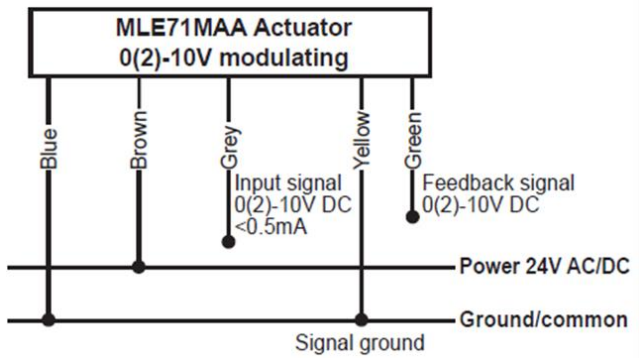 MLE71MAA Actuator
0(2)-10V modulating
Blue
Brown
Grey
Yellow
Green
Input signal
0(2)-10V DC
<0.5mA
Feedback signal
0(2)-10V DC
Power 24V AC/DC
Ground/common
Signal ground